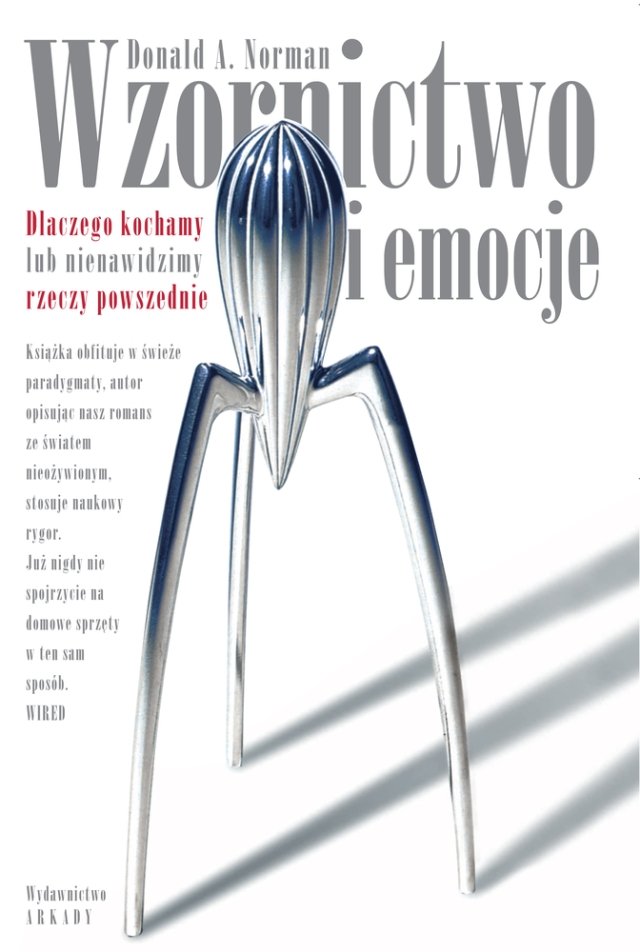 Donald A. Norman
Wzornictwo
i emocje
Dlaczego kochamy
lub nienawidzimy
rzeczy powszednie
Książka obfituje w świeże
paradygmaty, autor
opisując nasz romans
ze światem
nieożywionym,
stosuje naukowy
rygor.
Już nigdy nie
spojrzycie na
domowe sprzęty
w ten sam
sposób.
WIRED
Wydawnictwo
ARKADY